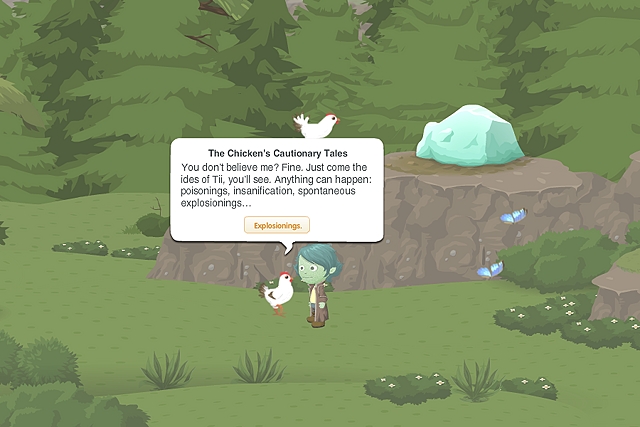 The Chicken's Cautionary Tales
You don't believe me? Fine. Just come the
ides of Tii, you'll see. Anything can happen:
poisonings, insanification, spontaneous
explosionings...
Explosionings.